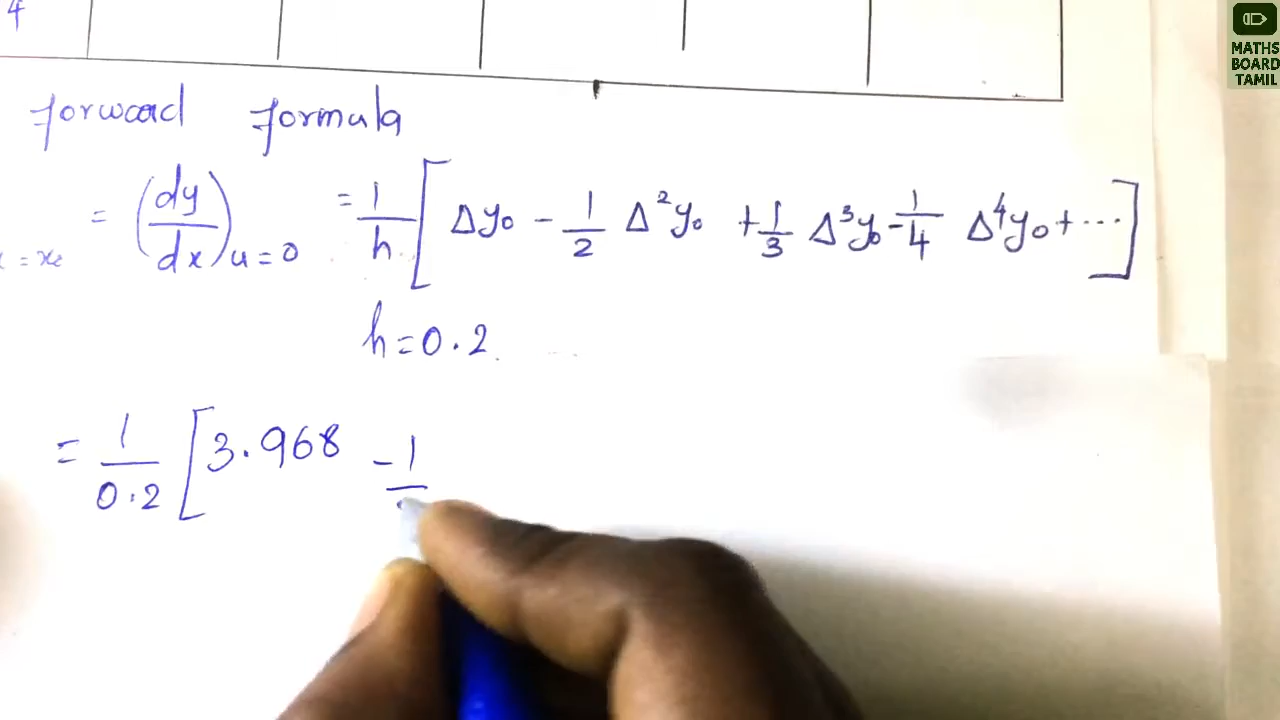 4
MATHS
BOARD
TAMIL
forward formula
= (dy/dx)u=0 = 1/h [ Δy₀ - 1/2 Δ²y₀ + 1/3 Δ³y₀ - 1/4 Δ⁴y₀ + ... ]
h = 0.2
= 1/0.2 [ 3.968 - 1/